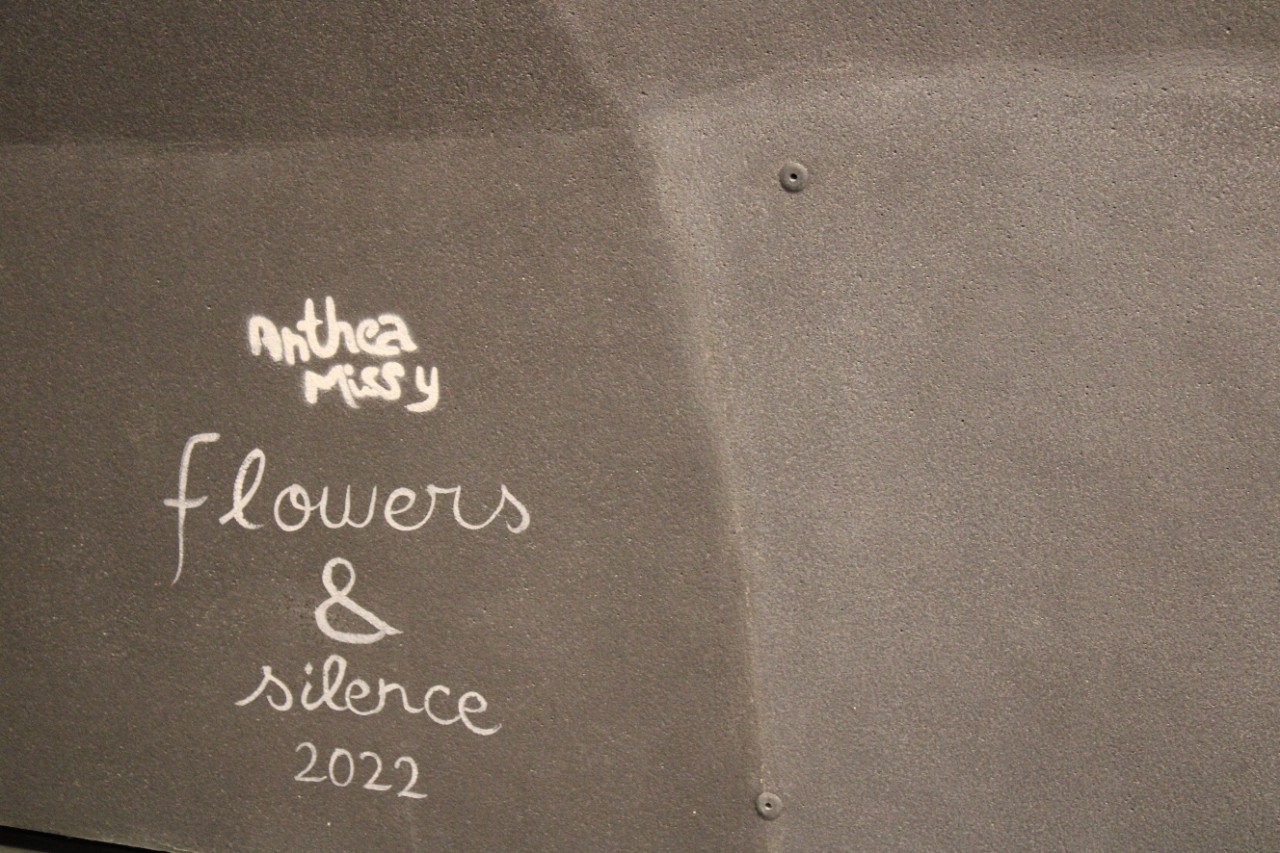 Anthea
Missy
flowers
&
silence
2022